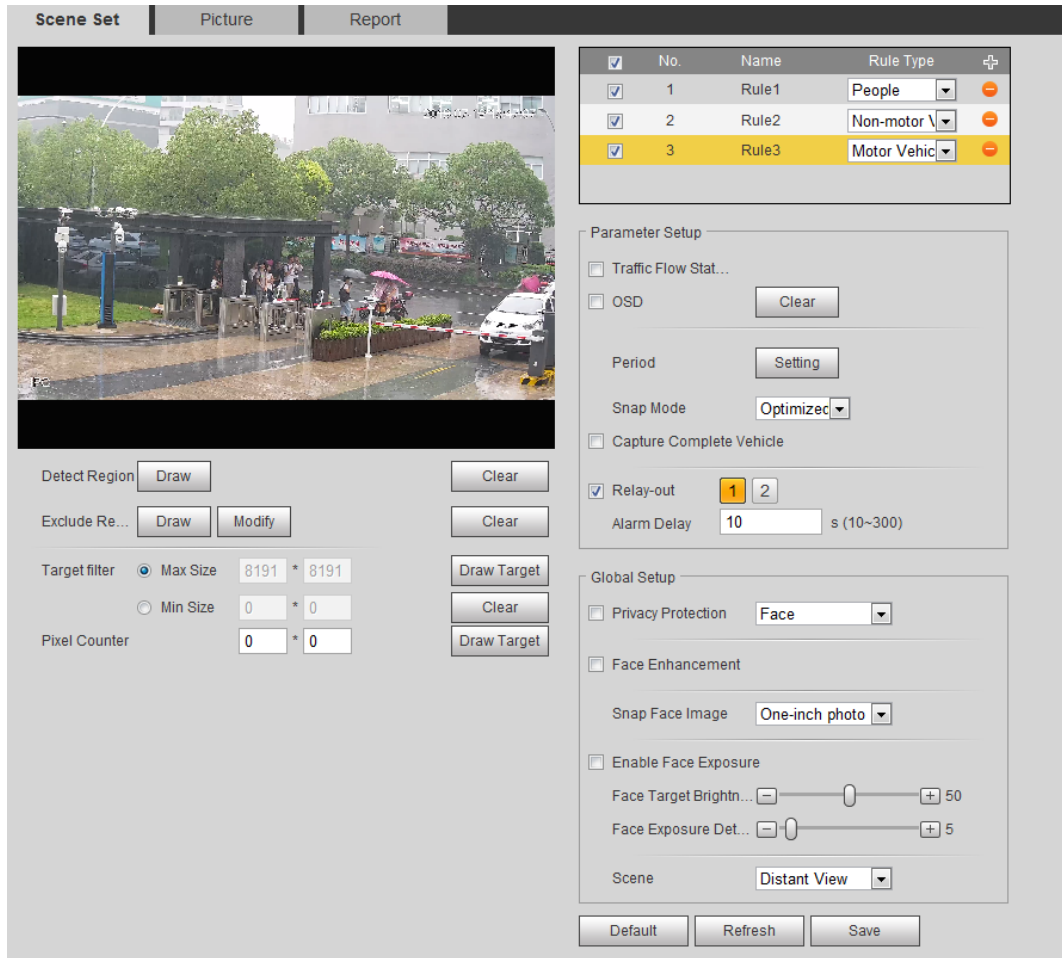 Scene Set Picture Report
No. Name Rule Type
1 Rule1 People
2 Rule2 Non-motor V
3 Rule3 Motor Vehic
Parameter Setup
Traffic Flow Stat...
OSD Clear
Period Setting
Snap Mode Optimized
Capture Complete Vehicle
Relay-out 1 2
Alarm Delay 10 s (10~300)
IPC
Detect Region Draw Clear
Exclude Re... Draw Modify Clear
Target filter Max Size 8191 * 8191 Draw Target
Min Size 0 * 0 Clear
Pixel Counter 0 * 0 Draw Target
Global Setup
Privacy Protection Face
Face Enhancement
Snap Face Image One-inch photo
Enable Face Exposure
Face Target Brightn... 50
Face Exposure Det... 5
Scene Distant View
Default Refresh Save